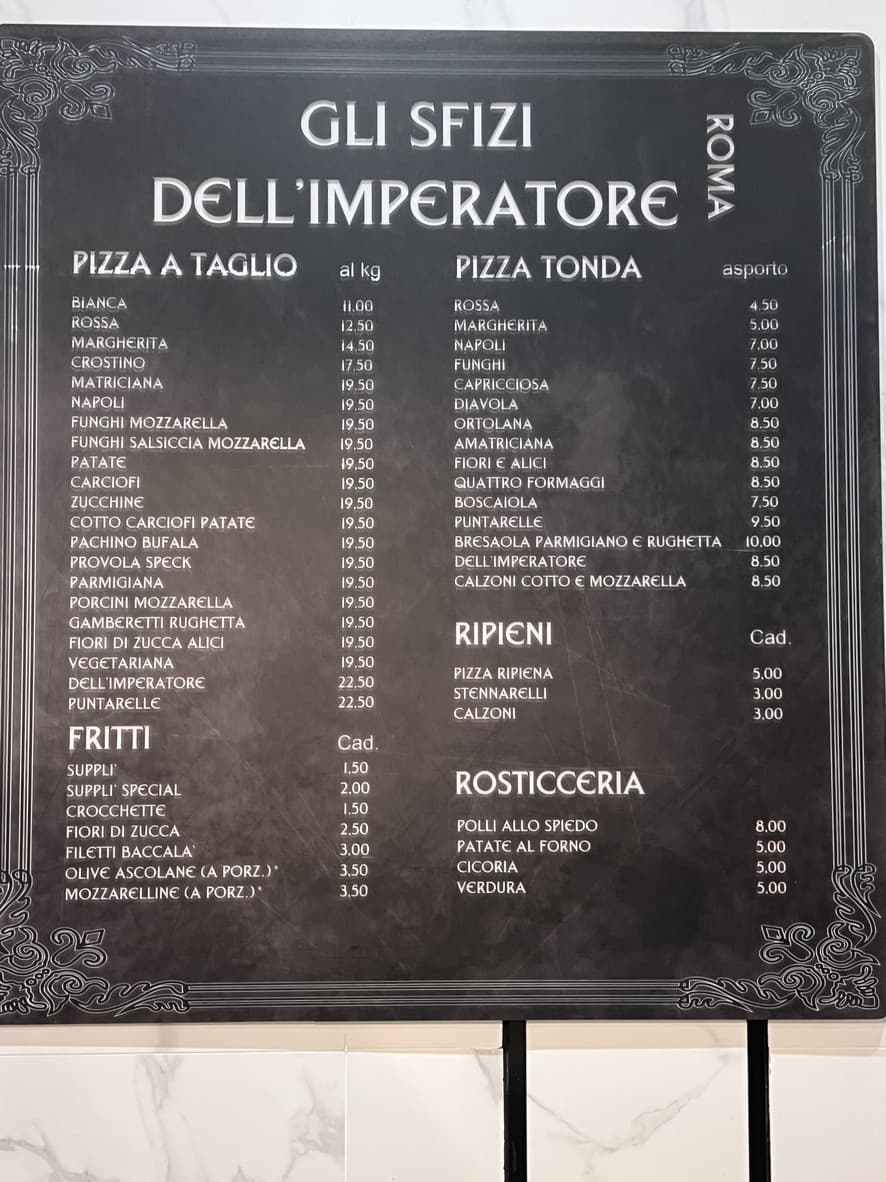 GLI SFIZI
DELL'IMPERATORE
ROMA
PIZZA A TAGLIO al kg
BIANCA 11.00
ROSSA 12,50
MARGHERITA 14,50
CROSTINO 17,50
MATRICIANA 19,50
NAPOLI 19,50
FUNGHI MOZZARELLA 19,50
FUNGHI SALSICCIA MOZZARELLA 19,50
PATATE 19,50
CARCIOFI 19,50
ZUCCHINE 19,50
COTTO CARCIOFI PATATE 19,50
PACHINO BUFALA 19,50
PROVOLA SPECK 19,50
PARMIGIANA 19,50
PORCINI MOZZARELLA 19,50
GAMBERETTI RUGHETTA 19,50
FIORI DI ZUCCA ALICI 19,50
VEGETARIANA 19,50
DELL'IMPERATORE 22,50
PUNTARELLE 22,50
FRITTI Cad.
SUPPLI' 1,50
SUPPLI' SPECIAL 2,00
CROCCHETTE 1,50
FIORI DI ZUCCA 2,50
FILETTI BACCALA' 3,00
OLIVE ASCOLANE (A PORZ.)* 3,50
MOZZARELLINE (A PORZ.)* 3,50
PIZZA TONDA asporto
ROSSA 4,50
MARGHERITA 5,00
NAPOLI 7,00
FUNGHI 7,50
CAPRICCIOSA 7,50
DIAVOLA 7,00
ORTOLANA 8,50
AMATRICIANA 8,50
FIORI E ALICI 8,50
QUATTRO FORMAGGI 8,50
BOSCAIOLA 7,50
PUNTARELLE 9,50
BRESAOLA PARMIGIANO E RUGHETTA 10,00
DELL'IMPERATORE 8,50
CALZONI COTTO E MOZZARELLA 8,50
RIPIENI Cad.
PIZZA RIPIENA 5.00
STENNARELLI 3.00
CALZONI 3.00
ROSTICCERIA
POLLI ALLO SPIEDO 8.00
PATATE AL FORNO 5.00
CICORIA 5.00
VERDURA 5.00